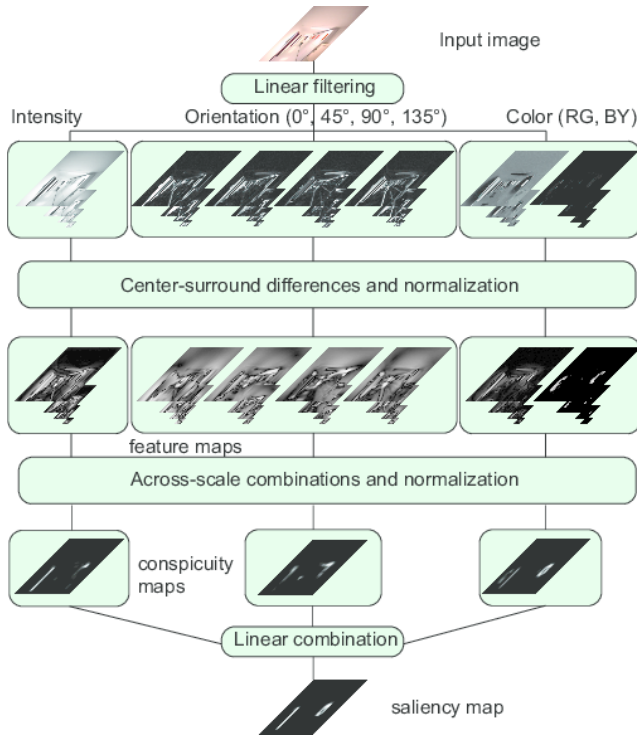 Input image
Linear filtering
Intensity
Orientation (0°, 45°, 90°, 135°)
Color (RG, BY)
Center-surround differences and normalization
feature maps
Across-scale combinations and normalization
conspicuity
maps
Linear combination
saliency map